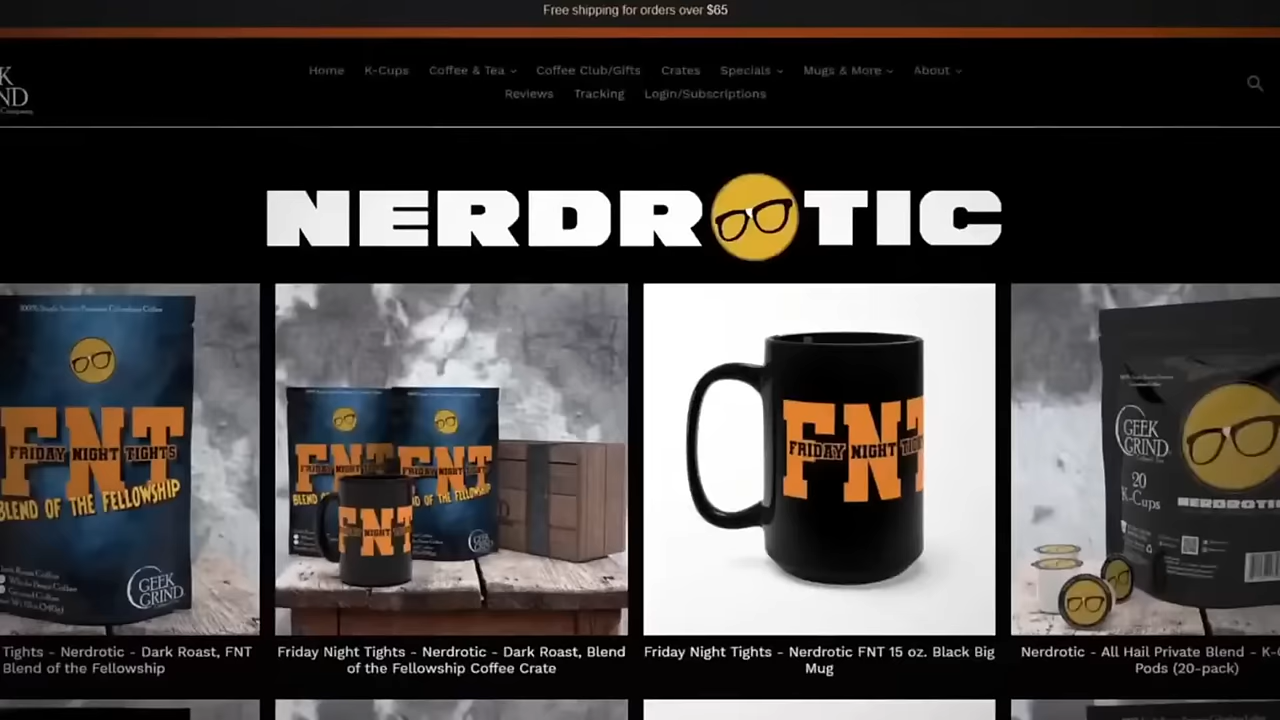 Free shipping for orders over $65
Home K-Cups Coffee & Tea Coffee Club/Gifts Crates Specials Mugs & More About
Reviews Tracking Login/Subscriptions
NERDROTIC
FNT
FRIDAY NIGHT TIGHTS
BLEND OF THE FELLOWSHIP
GEEK
GRIND
FNT
FRIDAY NIGHT
FNT
FRIDAY NIGHT
FNT
FRIDAY NIGHT
GEEK
GRIND
20
K-Cups
NERDROTIC
Tights - Nerdrotic - Dark Roast, FNT
Blend of the Fellowship
Friday Night Tights - Nerdrotic - Dark Roast, Blend
of the Fellowship Coffee Crate
Friday Night Tights - Nerdrotic FNT 15 oz. Black Big
Mug
Nerdrotic - All Hail Private Blend -
Pods (20-pack)